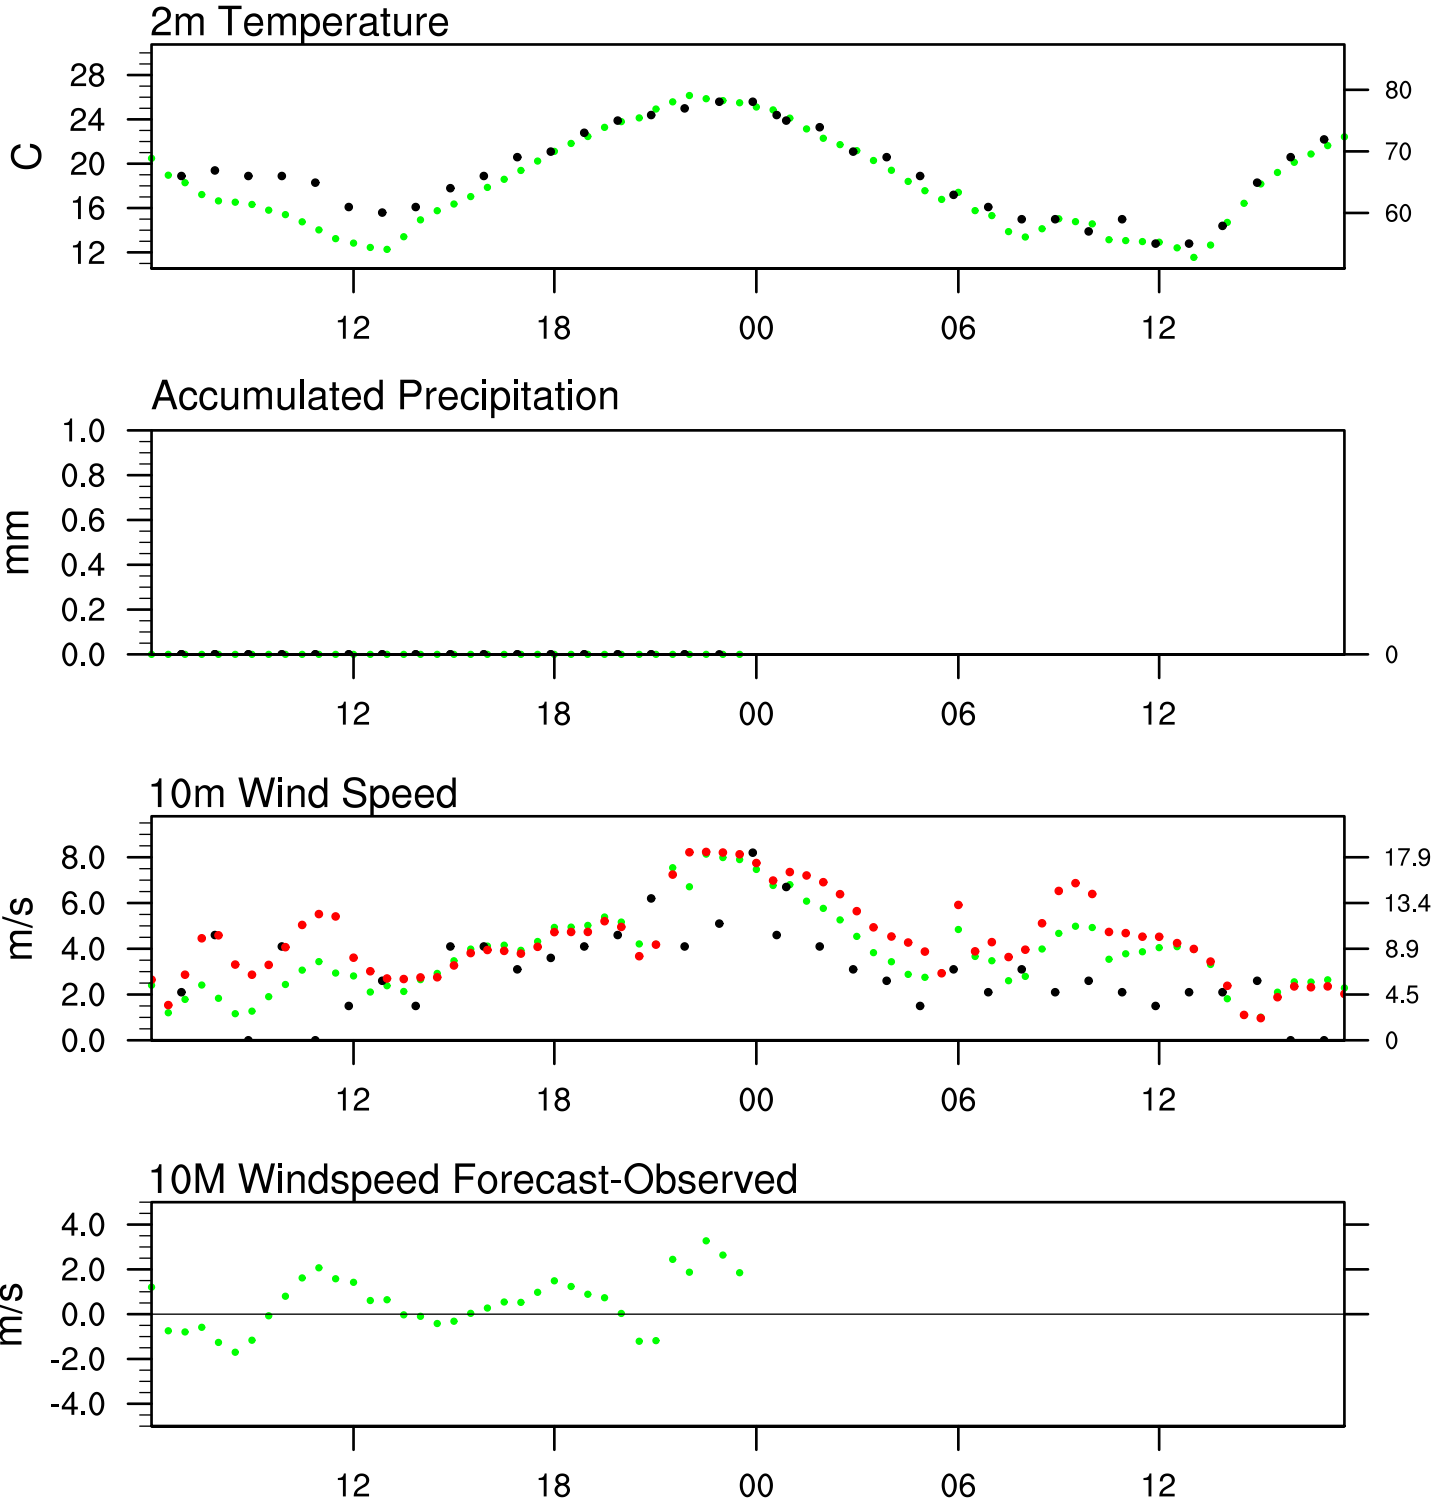 2m Temperature
28
24
20
16
12
C
80
70
60
12 18 00 06 12
Accumulated Precipitation
1.0
0.8
0.6
0.4
0.2
0.0
mm
0
12 18 00 06 12
10m Wind Speed
8.0
6.0
4.0
2.0
0.0
m/s
17.9
13.4
8.9
4.5
0
12 18 00 06 12
10M Windspeed Forecast-Observed
4.0
2.0
0.0
-2.0
-4.0
m/s
12 18 00 06 12